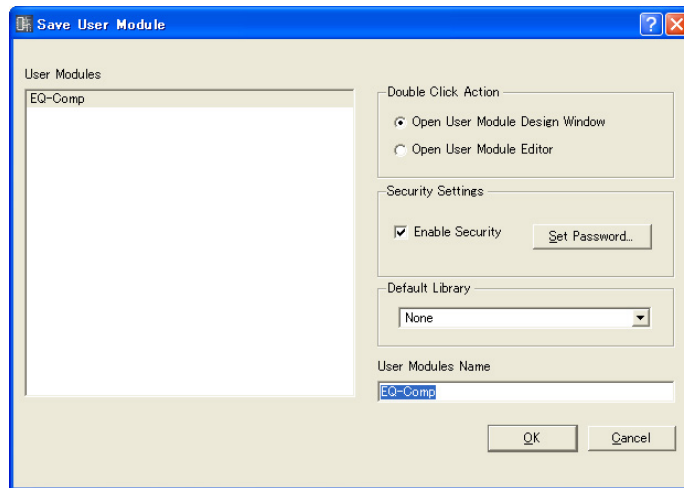 Save User Module
User Modules
EQ-Comp
Double Click Action
Open User Module Design Window
Open User Module Editor
Security Settings
Enable Security
Set Password...
Default Library
None
User Modules Name
EQ-Comp
OK
Cancel